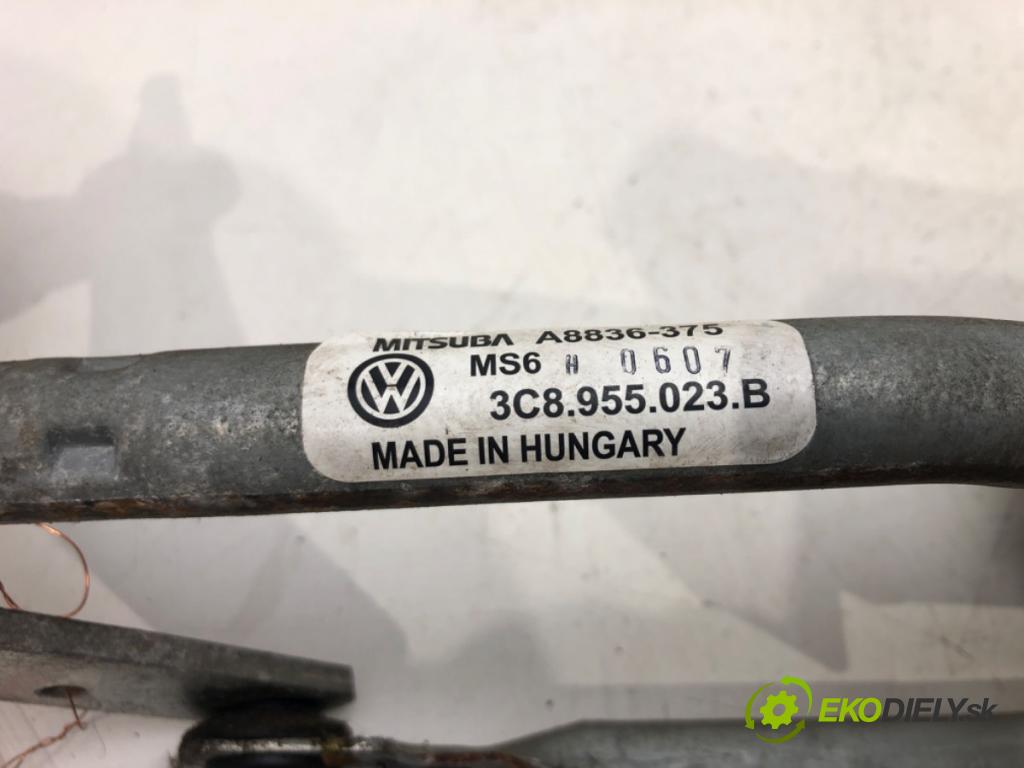 MITSUBA A8836-375
MS6 H 0607
3C8.955.023.B
MADE IN HUNGARY
EKODIELY.sk